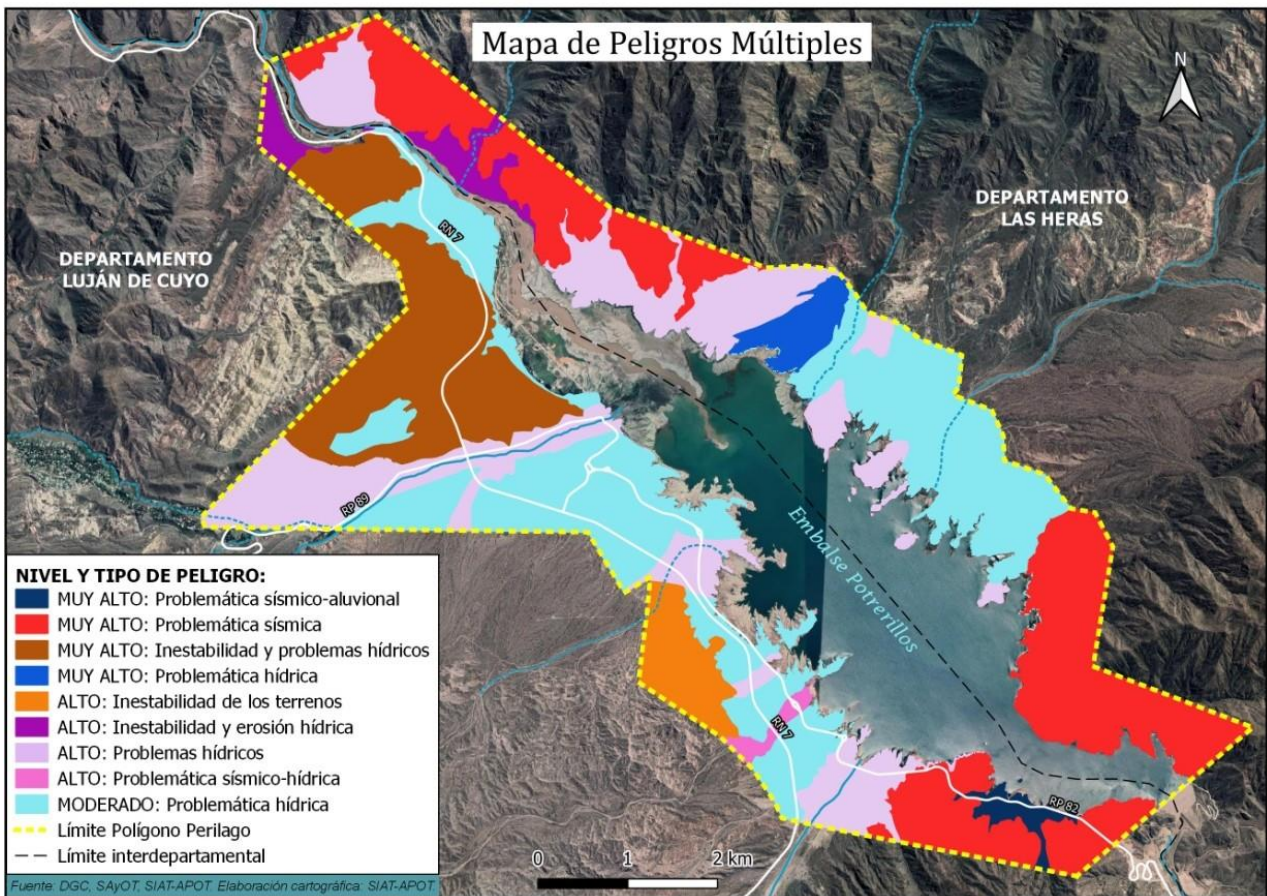 Mapa de Peligros Múltiples
N
DEPARTAMENTO
LAS HERAS
DEPARTAMENTO
LUJÁN DE CUYO
RN 7
RP 89
Embalse Potrerillos
RN 7
RP 82
NIVEL Y TIPO DE PELIGRO:
MUY ALTO: Problemática sísmico-aluvional
MUY ALTO: Problemática sísmica
MUY ALTO: Inestabilidad y problemas hídricos
MUY ALTO: Problemática hídrica
ALTO: Inestabilidad de los terrenos
ALTO: Inestabilidad y erosión hídrica
ALTO: Problemas hídricos
ALTO: Problemática sísmico-hídrica
MODERADO: Problemática hídrica
Límite Polígono Perilago
Límite interdepartamental
0 1 2 km
Fuente: DGC, SAyOT, SIAT-APOT. Elaboración cartográfica: SIAT-APOT